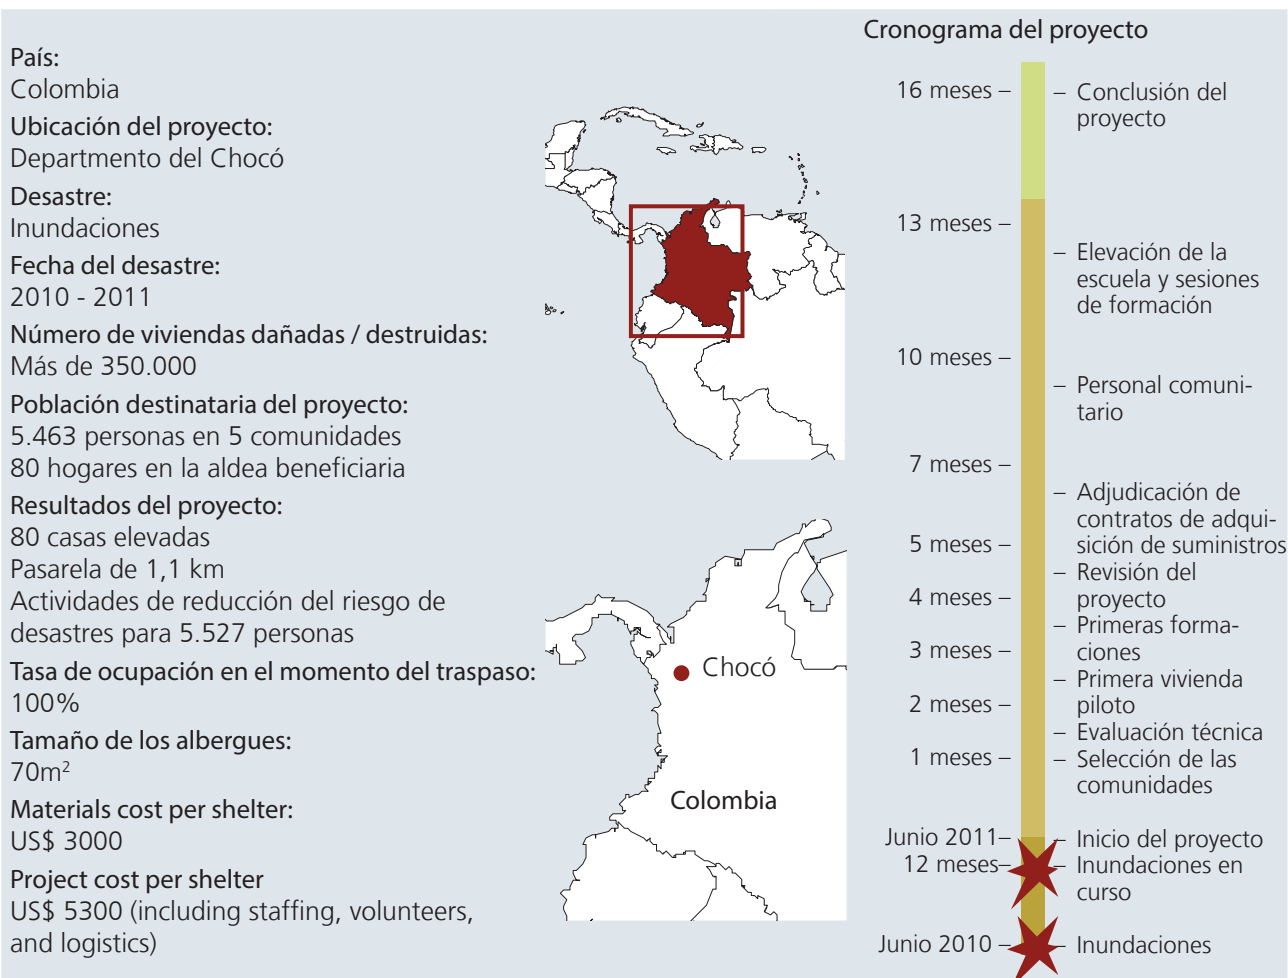 País:
Colombia
Ubicación del proyecto:
Departmento del Chocó
Desastre:
Inundaciones
Fecha del desastre:
2010 - 2011
Número de viviendas dañadas / destruidas:
Más de 350.000
Población destinataria del proyecto:
5.463 personas en 5 comunidades
80 hogares en la aldea beneficiaria
Resultados del proyecto:
80 casas elevadas
Pasarela de 1,1 km
Actividades de reducción del riesgo de
desastres para 5.527 personas
Tasa de ocupación en el momento del traspaso:
100%
Tamaño de los albergues:
70m²
Materials cost per shelter:
US$ 3000
Project cost per shelter
US$ 5300 (including staffing, volunteers,
and logistics)
Chocó
Colombia
Cronograma del proyecto
16 meses –
– Conclusión del
proyecto
13 meses –
– Elevación de la
escuela y sesiones
de formación
10 meses –
– Personal comuni-
tario
7 meses –
– Adjudicación de
contratos de adqui-
sición de suministros
5 meses –
– Revisión del
proyecto
4 meses –
– Primeras forma-
ciones
3 meses –
– Primera vivienda
piloto
2 meses –
– Evaluación técnica
1 meses –
– Selección de las
comunidades
Junio 2011–
– Inicio del proyecto
12 meses–
– Inundaciones en
curso
Junio 2010 –
– Inundaciones